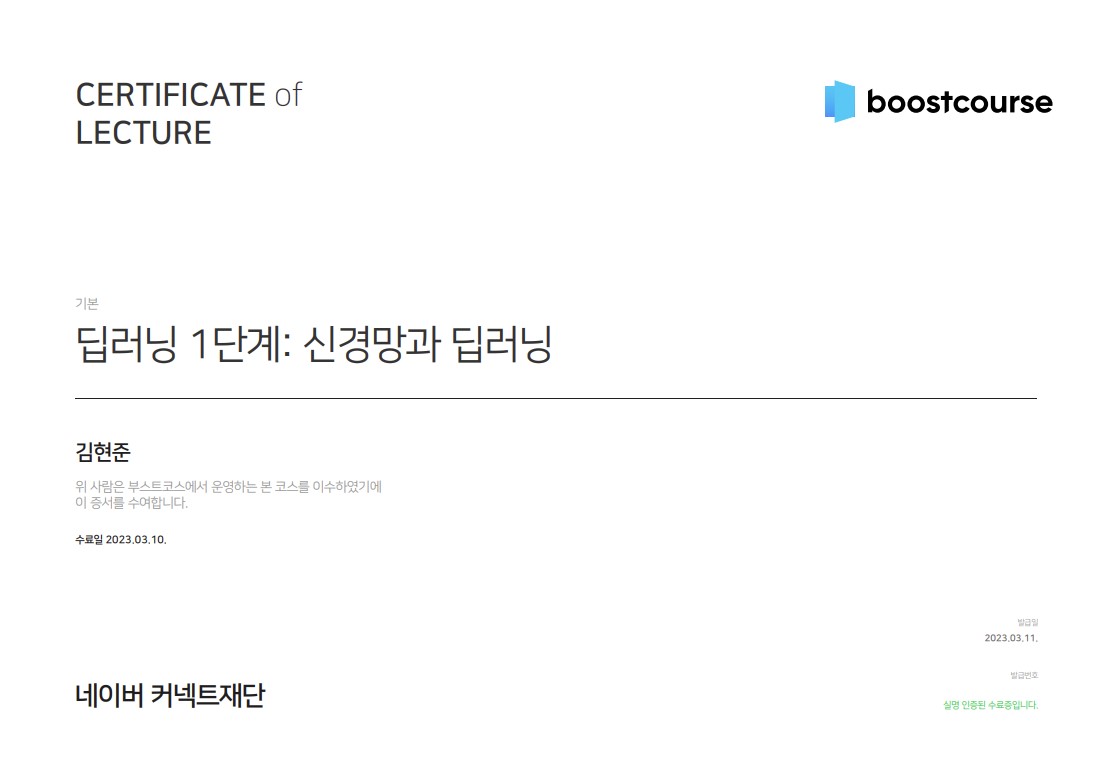 CERTIFICATE of
LECTURE
boostcourse
기본
딥러닝 1단계: 신경망과 딥러닝
김현준
위 사람은 부스트코스에서 운영하는 본 코스를 이수하였기에
이 증서를 수여합니다.
수료일 2023.03.10.
발급일
2023.03.11.
발급번호
실명 인증된 수료증입니다.
네이버 커넥트재단